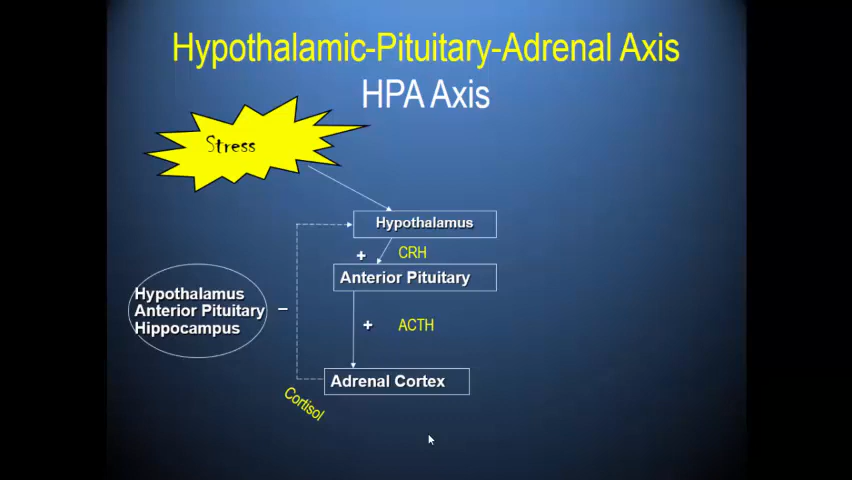 Hypothalamic-Pituitary-Adrenal Axis
HPA Axis
Stress
Hypothalamus
+
CRH
Anterior Pituitary
Hypothalamus
Anterior Pituitary
Hippocampus
–
+
ACTH
Adrenal Cortex
Cortisol